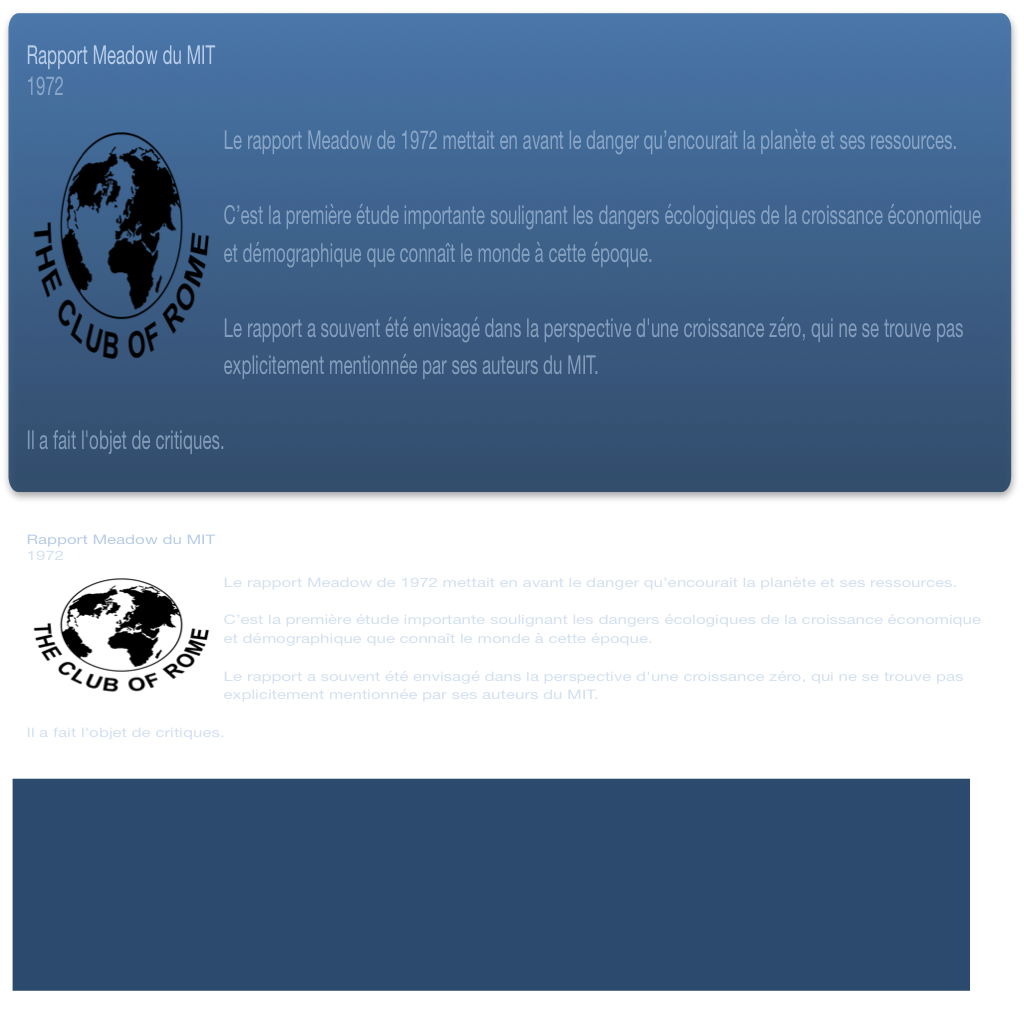 Rapport Meadow du MIT
1972
Le rapport Meadow de 1972 mettait en avant le danger qu’encourait la planète et ses ressources.
C’est la première étude importante soulignant les dangers écologiques de la croissance économique
et démographique que connaît le monde à cette époque.
Le rapport a souvent été envisagé dans la perspective d'une croissance zéro, qui ne se trouve pas
explicitement mentionnée par ses auteurs du MIT.
THE CLUB OF ROME
Il a fait l'objet de critiques.
Rapport Meadow du MIT
1972
Le rapport Meadow de 1972 mettait en avant le danger qu’encourait la planète et ses ressources.
C’est la première étude importante soulignant les dangers écologiques de la croissance économique
et démographique que connaît le monde à cette époque.
Le rapport a souvent été envisagé dans la perspective d'une croissance zéro, qui ne se trouve pas
explicitement mentionnée par ses auteurs du MIT.
THE CLUB OF ROME
Il a fait l'objet de critiques.